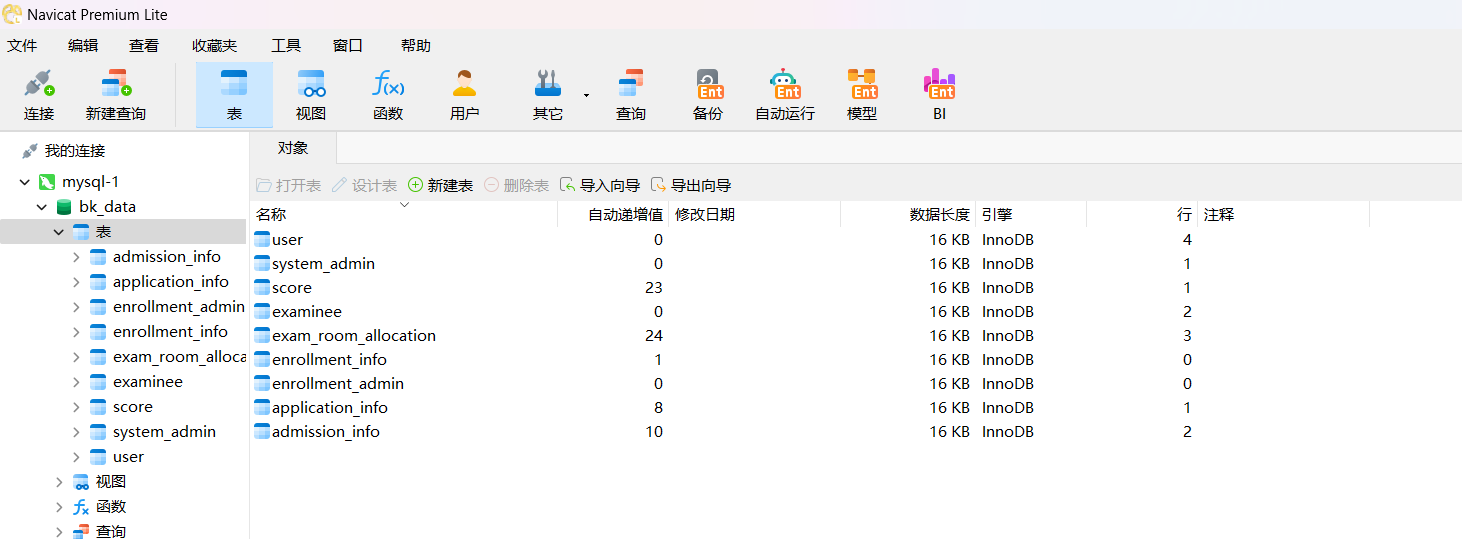 Navicat Premium Lite
文件 编辑 查看 收藏夹 工具 窗口 帮助
Ent Ent Ent Ent
连接 新建查询 表 视图 函数 用户 其它 查询 备份 自动运行 模型 BI
我的连接
mysql-1
bk_data
表
admission_info
application_info
enrollment_admin
enrollment_info
exam_room_alloca
examinee
score
system_admin
user
视图
函数
查询
对象
打开表 设计表 新建表 删除表 导入向导 导出向导
名称 自动递增值 修改日期 数据长度 引擎 行 注释
user 0 16 KB InnoDB 4
system_admin 0 16 KB InnoDB 1
score 23 16 KB InnoDB 1
examinee 0 16 KB InnoDB 2
exam_room_allocation 24 16 KB InnoDB 3
enrollment_info 1 16 KB InnoDB 0
enrollment_admin 0 16 KB InnoDB 0
application_info 8 16 KB InnoDB 1
admission_info 10 16 KB InnoDB 2